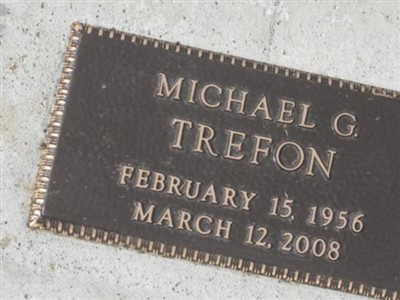 MICHAEL G.
TREFON
FEBRUARY 15, 1956
MARCH 12, 2008